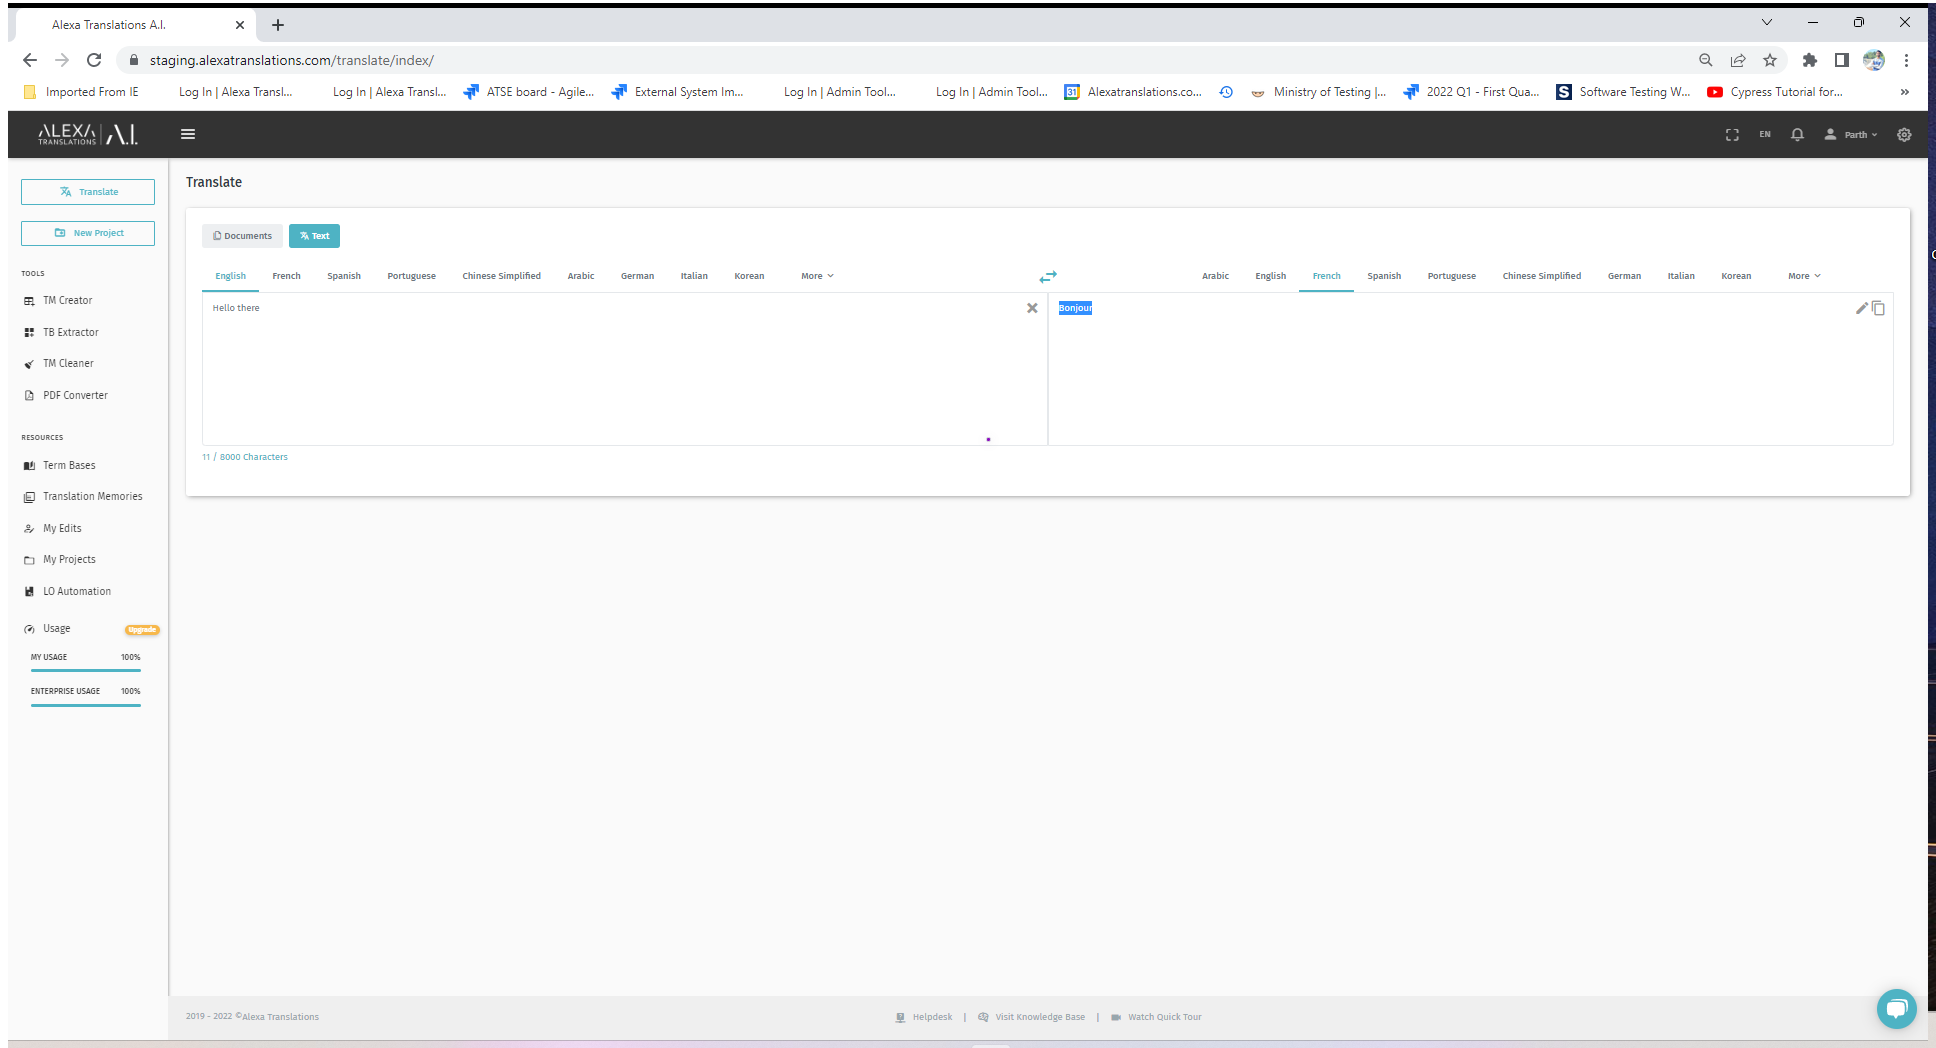 Alexa Translations A.I.
staging.alexatranslations.com/translate/index/
Imported From IE Log In | Alexa Transl... Log In | Alexa Transl... ATSE board - Agile... External System Im... Log In | Admin Tool... Log In | Admin Tool... 31 Alexatranslations.co... Ministry of Testing |... 2022 Q1 - First Qua... S Software Testing W... Cypress Tutorial for... »
ALEXA TRANSLATIONS | A.I. EN Parth
Translate
Translate
Documents Text
New Project
English French Spanish Portuguese Chinese Simplified Arabic German Italian Korean More Arabic English French Spanish Portuguese Chinese Simplified German Italian Korean More
TOOLS
TM Creator
Hello there Bonjour
TB Extractor
TM Cleaner
PDF Converter
RESOURCES
11 / 8000 Characters
Term Bases
Translation Memories
My Edits
My Projects
LO Automation
Usage Upgrade
MY USAGE 100%
ENTERPRISE USAGE 100%
2019 - 2022 ©Alexa Translations Helpdesk | Visit Knowledge Base | Watch Quick Tour